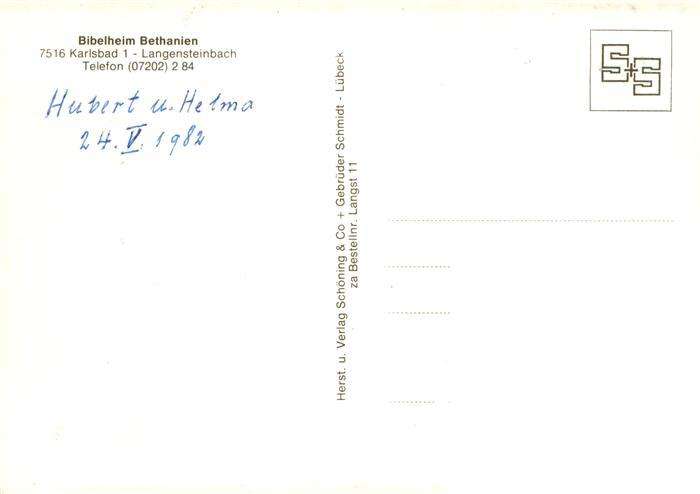 Bibelheim Bethanien
7516 Karlsbad 1 - Langensteinbach
Telefon (07202) 2 84
Hubert u. Helma
24. V. 1982
Herst. u. Verlag Schöning & Co + Gebrüder Schmidt - Lübeck
za Bestellnr. Langst 11
S+S